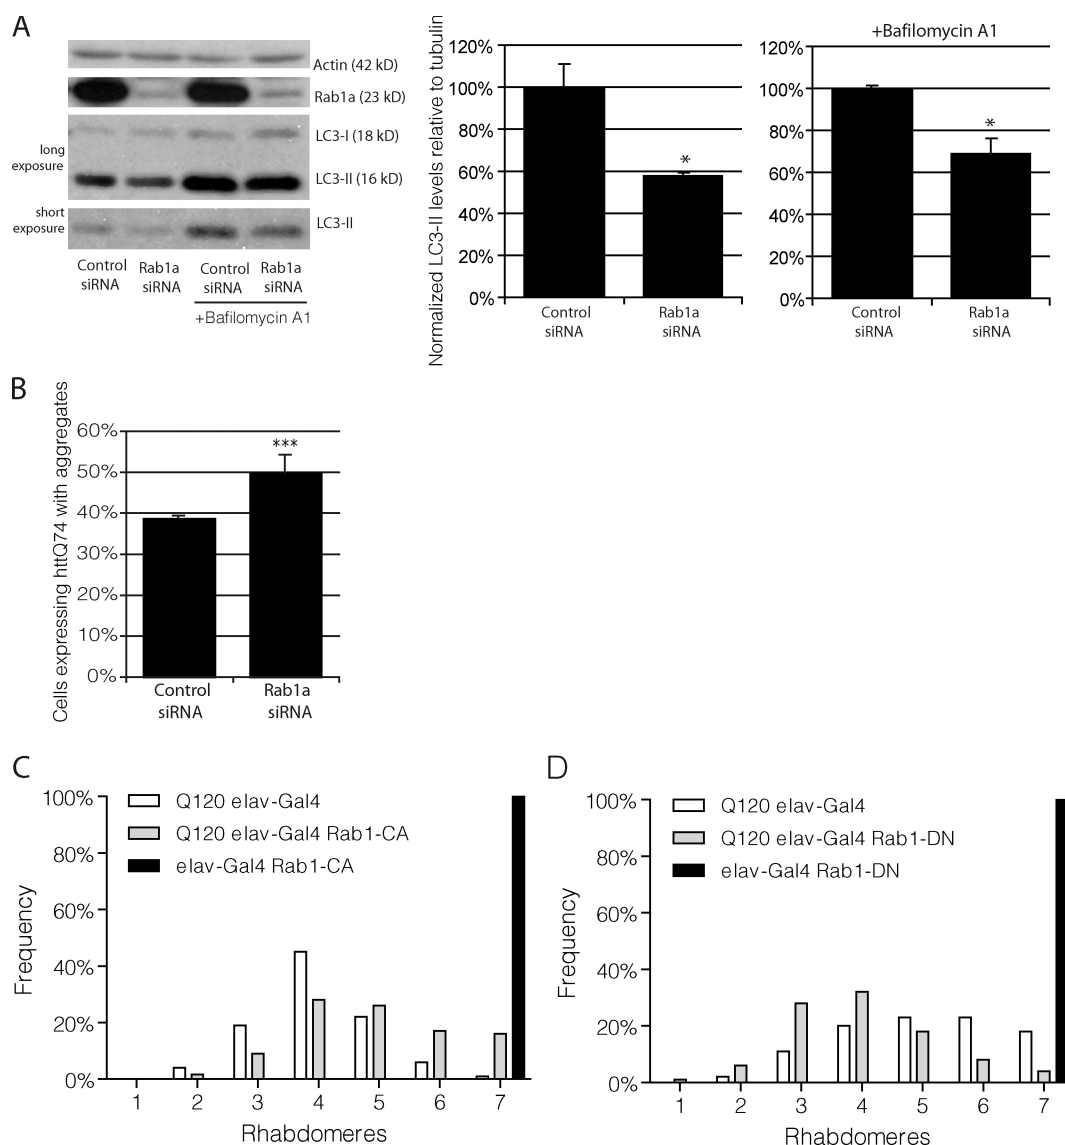 A
Actin (42 kD)
Rab1a (23 kD)
LC3-I (18 kD)
long
exposure
LC3-II (16 kD)
short
exposure
LC3-II
Control
siRNA
Rab1a
siRNA
Control
siRNA
Rab1a
siRNA
+Bafilomycin A1
Normalized LC3-II levels relative to tubulin
120%
100%
80%
60%
40%
20%
0%
*
Control
siRNA
Rab1a
siRNA
+Bafilomycin A1
120%
100%
80%
60%
40%
20%
0%
*
Control
siRNA
Rab1a
siRNA
B
Cells expressing httQ74 with aggregates
60%
50%
40%
30%
20%
10%
0%
***
Control
siRNA
Rab1a
siRNA
C
Frequency
100%
80%
60%
40%
20%
0%
Q120 elav-Gal4
Q120 elav-Gal4 Rab1-CA
elav-Gal4 Rab1-CA
1 2 3 4 5 6 7
Rhabdomeres
D
Frequency
100%
80%
60%
40%
20%
0%
Q120 elav-Gal4
Q120 elav-Gal4 Rab1-DN
elav-Gal4 Rab1-DN
1 2 3 4 5 6 7
Rhabdomeres